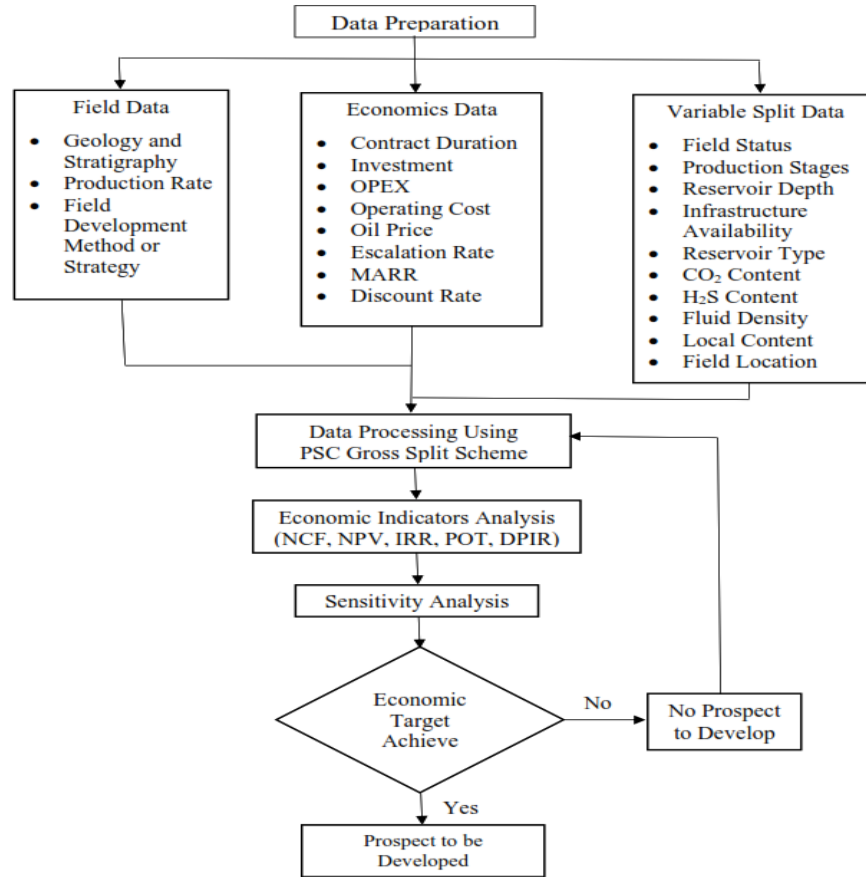 Data Preparation
Field Data
• Geology and
Stratigraphy
• Production Rate
• Field
Development
Method or
Strategy
Economics Data
• Contract Duration
• Investment
• OPEX
• Operating Cost
• Oil Price
• Escalation Rate
• MARR
• Discount Rate
Variable Split Data
• Field Status
• Production Stages
• Reservoir Depth
• Infrastructure
Availability
• Reservoir Type
• CO₂ Content
• H₂S Content
• Fluid Density
• Local Content
• Field Location
Data Processing Using
PSC Gross Split Scheme
Economic Indicators Analysis
(NCF, NPV, IRR, POT, DPIR)
Sensitivity Analysis
Economic
Target
Achieve
No
No Prospect
to Develop
Yes
Prospect to be
Developed